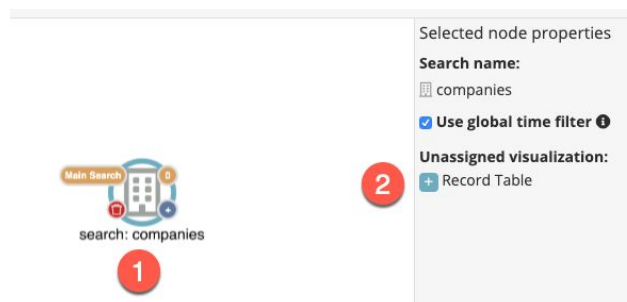 Selected node properties
Search name:
companies
Use global time filter
Unassigned visualization:
+ Record Table
Main Search 0
+
search: companies
1
2